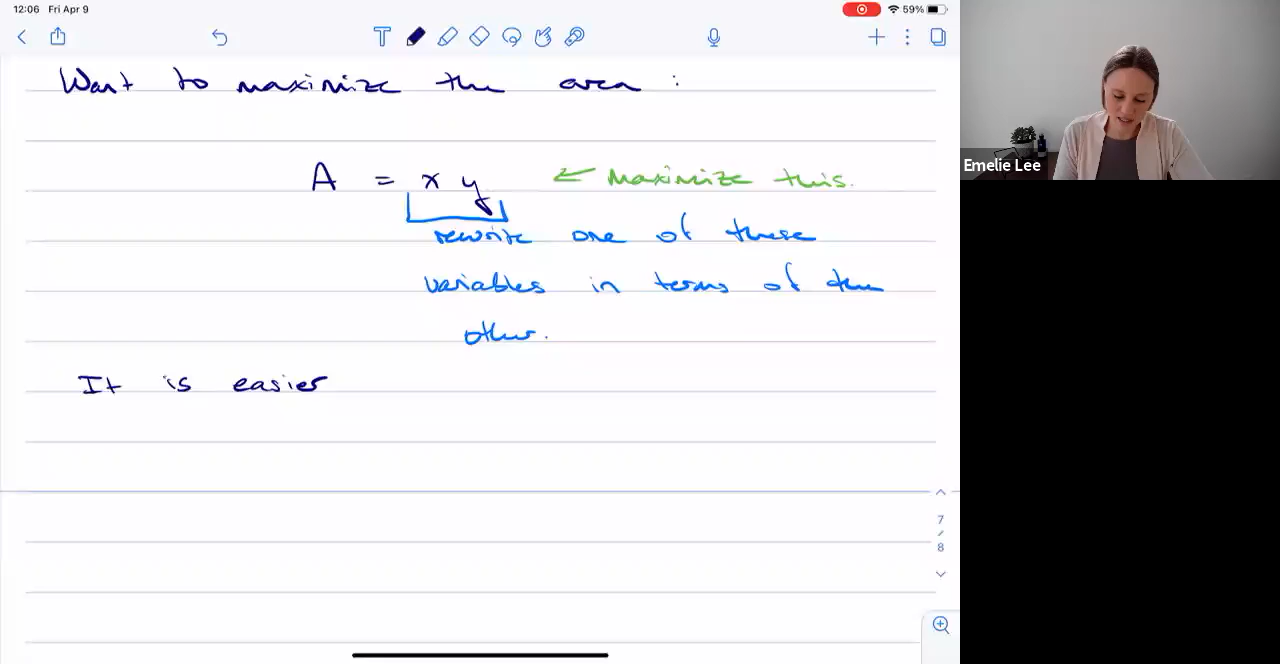 12:06 Fri Apr 9
59%
T
Want to maximize the area :
A = x y ← Maximize this.
rewrite one of these
variables in terms of the
other.
It is easier
7
/
8
Emelie Lee